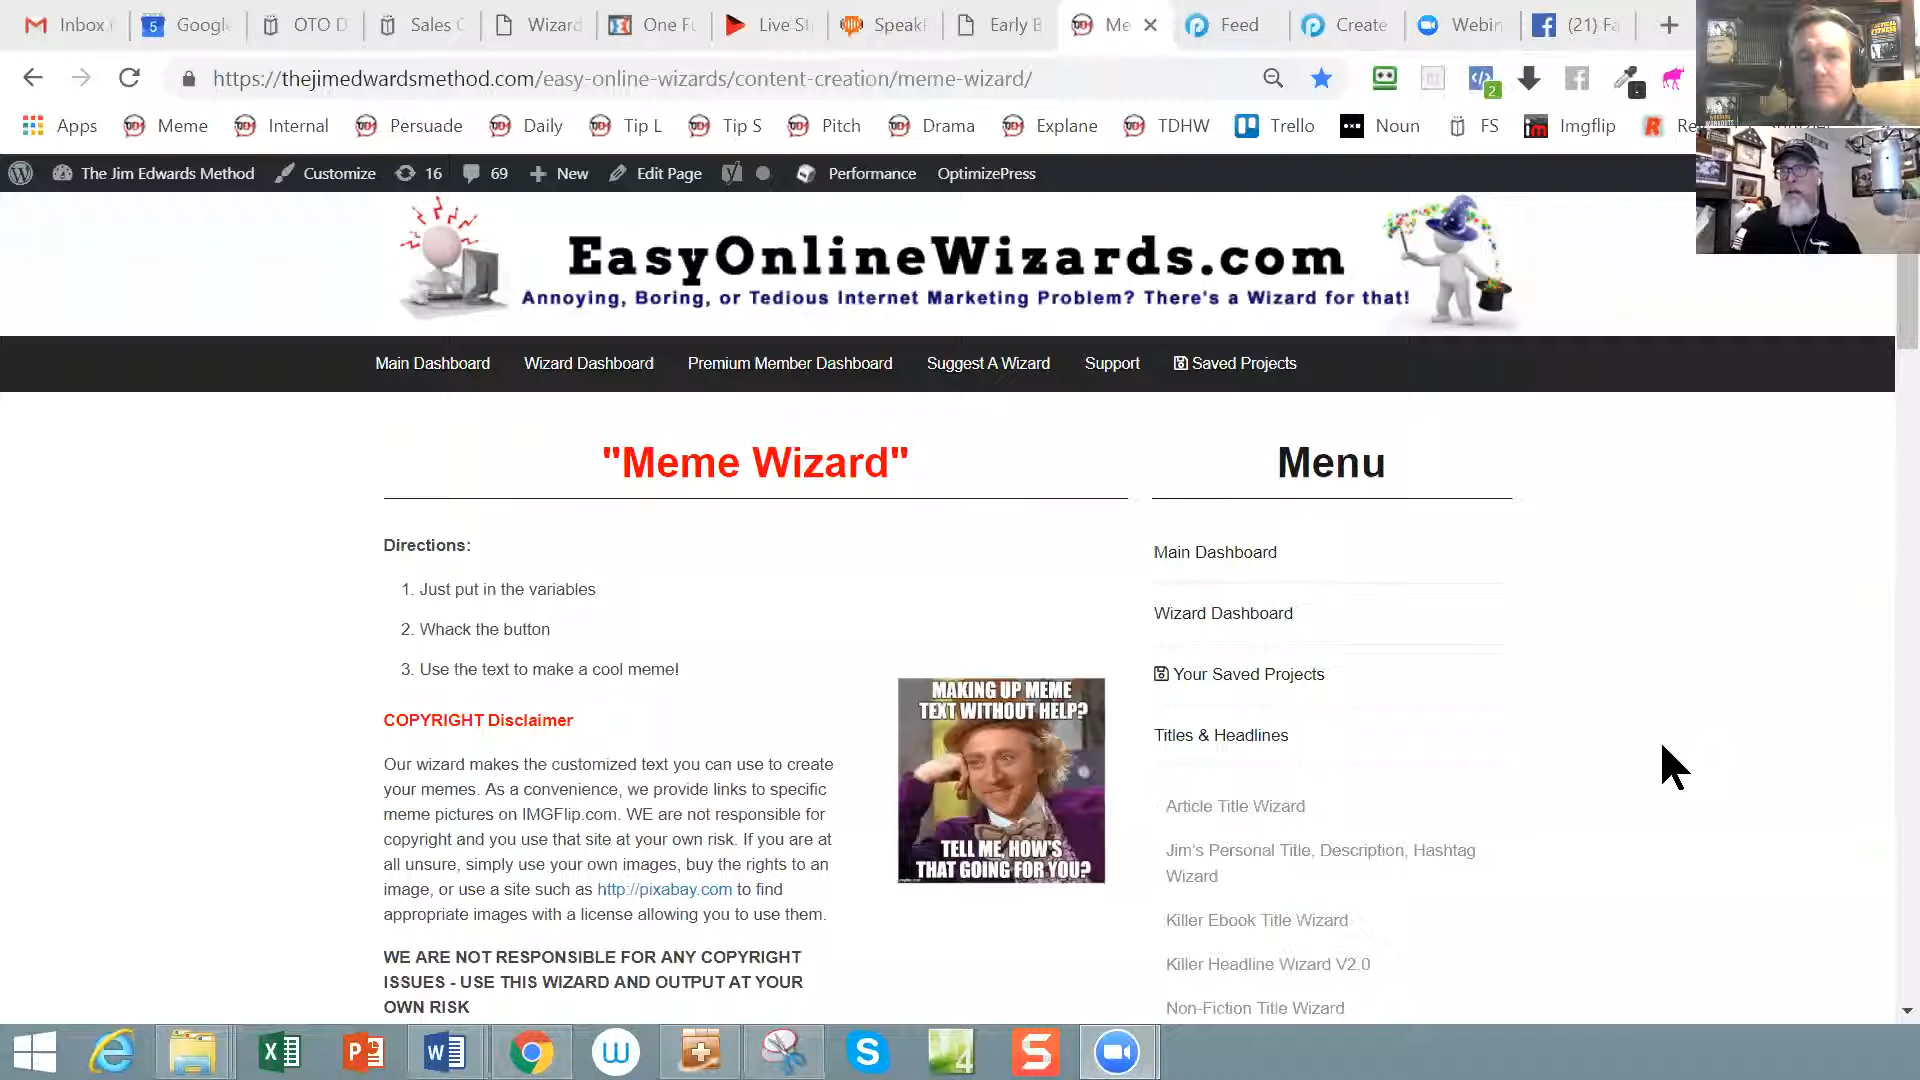 Inbox
Google
OTO D
Sales C
Wizard
One Fu
Live St
Speak
Early B
Me
Feed
Create
Webin
(21) Fa
https://thejimedwardsmethod.com/easy-online-wizards/content-creation/meme-wizard/
2
Apps
Meme
Internal
Persuade
Daily
Tip L
Tip S
Pitch
Drama
Explane
TDHW
Trello
Noun
FS
Imgflip
The Jim Edwards Method
Customize
16
69
New
Edit Page
Performance
OptimizePress
EasyOnlineWizards.com
Annoying, Boring, or Tedious Internet Marketing Problem? There's a Wizard for that!
Main Dashboard
Wizard Dashboard
Premium Member Dashboard
Suggest A Wizard
Support
Saved Projects
"Meme Wizard"
Directions:
1. Just put in the variables
2. Whack the button
3. Use the text to make a cool meme!
COPYRIGHT Disclaimer
Our wizard makes the customized text you can use to create
your memes. As a convenience, we provide links to specific
meme pictures on IMGFlip.com. WE are not responsible for
copyright and you use that site at your own risk. If you are at
all unsure, simply use your own images, buy the rights to an
image, or use a site such as http://pixabay.com to find
appropriate images with a license allowing you to use them.
WE ARE NOT RESPONSIBLE FOR ANY COPYRIGHT
ISSUES - USE THIS WIZARD AND OUTPUT AT YOUR
OWN RISK
MAKING UP MEME
TEXT WITHOUT HELP?
TELL ME, HOW'S
THAT GOING FOR YOU?
Menu
Main Dashboard
Wizard Dashboard
Your Saved Projects
Titles & Headlines
Article Title Wizard
Jim's Personal Title, Description, Hashtag
Wizard
Killer Ebook Title Wizard
Killer Headline Wizard V2.0
Non-Fiction Title Wizard